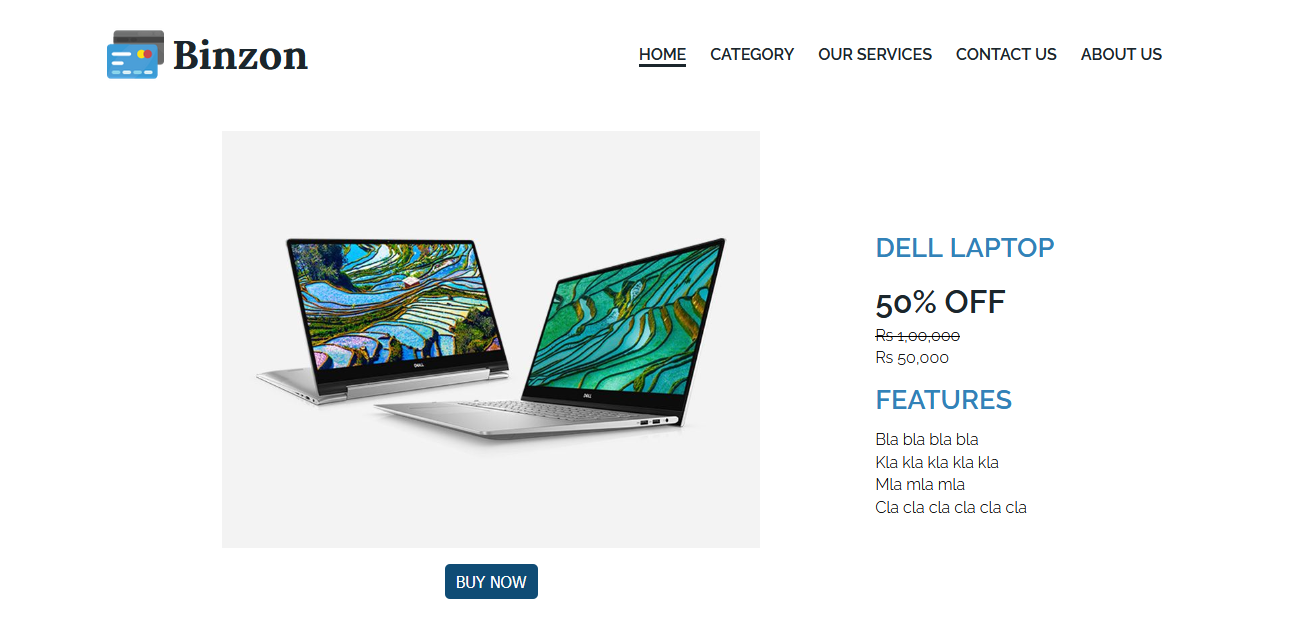 Binzon
HOME CATEGORY OUR SERVICES CONTACT US ABOUT US
DELL LAPTOP
50% OFF
Rs 1,00,000
Rs 50,000
FEATURES
Bla bla bla bla
Kla kla kla kla kla
Mla mla mla
Cla cla cla cla cla cla
DELL
DELL
BUY NOW